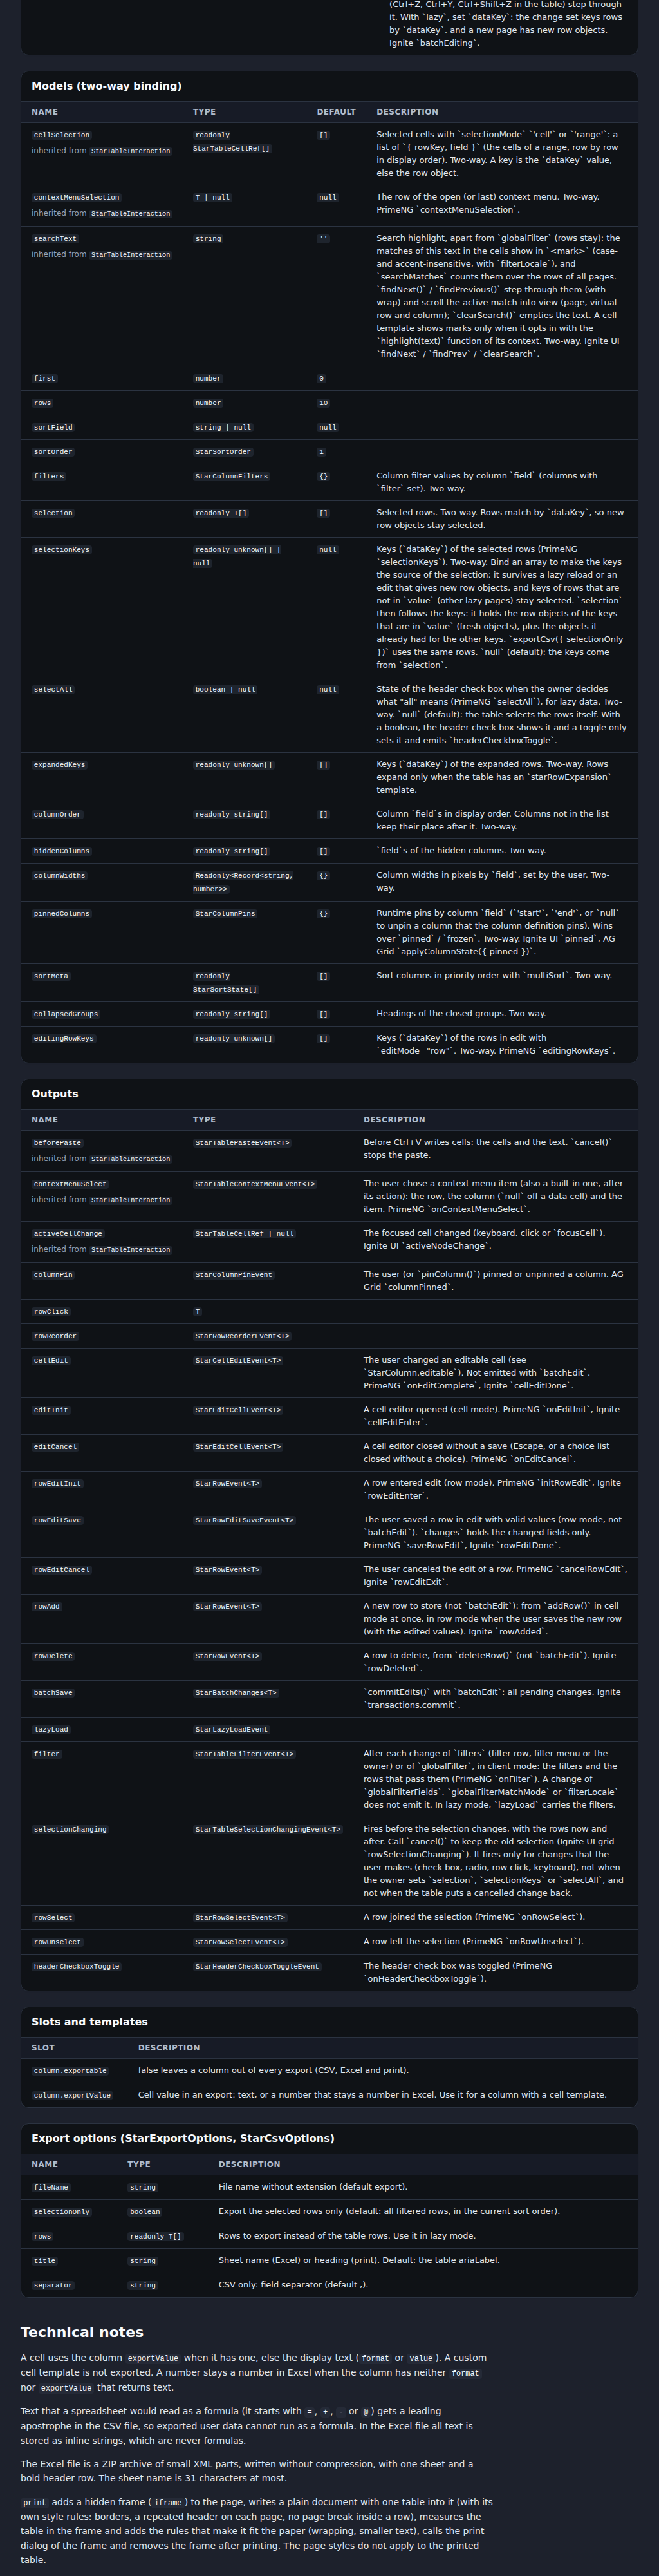 (Ctrl+Z, Ctrl+Y, Ctrl+Shift+Z in the table) step through
it. With `lazy`, set `dataKey`: the change set keys rows
by `dataKey`, and a new page has new row objects.
Ignite `batchEditing`.
Models (two-way binding)
NAME TYPE DEFAULT DESCRIPTION
cellSelection readonly [] Selected cells with `selectionMode` `'cell'` or `'range'`: a
inherited from StarTableInteraction StarTableCellRef[] list of `{ rowKey, field }` (the cells of a range, row by row
in display order). Two-way. A key is the `dataKey` value,
else the row object.
contextMenuSelection T | null null The row of the open (or last) context menu. Two-way.
inherited from StarTableInteraction PrimeNG `contextMenuSelection`.
searchText string '' Search highlight, apart from `globalFilter` (rows stay): the
inherited from StarTableInteraction matches of this text in the cells show in `<mark>` (case-
and accent-insensitive, with `filterLocale`), and
`searchMatches` counts them over the rows of all pages.
`findNext()` / `findPrevious()` step through them (with
wrap) and scroll the active match into view (page, virtual
row and column); `clearSearch()` empties the text. A cell
template shows marks only when it opts in with the
`highlight(text)` function of its context. Two-way. Ignite UI
`findNext` / `findPrev` / `clearSearch`.
first number 0
rows number 10
sortField string | null null
sortOrder StarSortOrder 1
filters StarColumnFilters {} Column filter values by column `field` (columns with
`filter` set). Two-way.
selection readonly T[] [] Selected rows. Two-way. Rows match by `dataKey`, so new
row objects stay selected.
selectionKeys readonly unknown[] | null null Keys (`dataKey`) of the selected rows (PrimeNG
`selectionKeys`). Two-way. Bind an array to make the keys
the source of the selection: it survives a lazy reload or an
edit that gives new row objects, and keys of rows that are
not in `value` (other lazy pages) stay selected. `selection`
then follows the keys: it holds the row objects of the keys
that are in `value` (fresh objects), plus the objects it
already had for the other keys. `exportCsv({ selectionOnly
})` uses the same rows. `null` (default): the keys come
from `selection`.
selectAll boolean | null null State of the header check box when the owner decides
what "all" means (PrimeNG `selectAll`), for lazy data. Two-
way. `null` (default): the table selects the rows itself. With
a boolean, the header check box shows it and a toggle only
sets it and emits `headerCheckboxToggle`.
expandedKeys readonly unknown[] [] Keys (`dataKey`) of the expanded rows. Two-way. Rows
expand only when the table has an `starRowExpansion`
template.
columnOrder readonly string[] [] Column `field`s in display order. Columns not in the list
keep their place after it. Two-way.
hiddenColumns readonly string[] [] `field`s of the hidden columns. Two-way.
columnWidths Readonly<Record<string, number>> {} Column widths in pixels by `field`, set by the user. Two-
way.
pinnedColumns StarColumnPins {} Runtime pins by column `field` (`'start'`, `'end'`, or `null`
to unpin a column that the column definition pins). Wins
over `pinned` / `frozen`. Two-way. Ignite UI `pinned`, AG
Grid `applyColumnState({ pinned })`.
sortMeta readonly StarSortState[] [] Sort columns in priority order with `multiSort`. Two-way.
collapsedGroups readonly string[] [] Headings of the closed groups. Two-way.
editingRowKeys readonly unknown[] [] Keys (`dataKey`) of the rows in edit with
`editMode="row"`. Two-way. PrimeNG `editingRowKeys`.
Outputs
NAME TYPE DESCRIPTION
beforePaste StarTablePasteEvent<T> Before Ctrl+V writes cells: the cells and the text. `cancel()`
inherited from StarTableInteraction stops the paste.
contextMenuSelect StarTableContextMenuEvent<T> The user chose a context menu item (also a built-in one, after
inherited from StarTableInteraction its action): the row, the column (`null` off a data cell) and the
item. PrimeNG `onContextMenuSelect`.
activeCellChange StarTableCellRef | null The focused cell changed (keyboard, click or `focusCell`).
inherited from StarTableInteraction Ignite UI `activeNodeChange`.
columnPin StarColumnPinEvent The user (or `pinColumn()`) pinned or unpinned a column. AG
Grid `columnPinned`.
rowClick T
rowReorder StarRowReorderEvent<T>
cellEdit StarCellEditEvent<T> The user changed an editable cell (see
`StarColumn.editable`). Not emitted with `batchEdit`.
PrimeNG `onEditComplete`, Ignite `cellEditDone`.
editInit StarEditCellEvent<T> A cell editor opened (cell mode). PrimeNG `onEditInit`, Ignite
`cellEditEnter`.
editCancel StarEditCellEvent<T> A cell editor closed without a save (Escape, or a choice list
closed without a choice). PrimeNG `onEditCancel`.
rowEditInit StarRowEvent<T> A row entered edit (row mode). PrimeNG `initRowEdit`, Ignite
`rowEditEnter`.
rowEditSave StarRowEditSaveEvent<T> The user saved a row in edit with valid values (row mode, not
`batchEdit`). `changes` holds the changed fields only.
PrimeNG `saveRowEdit`, Ignite `rowEditDone`.
rowEditCancel StarRowEvent<T> The user canceled the edit of a row. PrimeNG `cancelRowEdit`,
Ignite `rowEditExit`.
rowAdd StarRowEvent<T> A new row to store (not `batchEdit`): from `addRow()` in cell
mode at once, in row mode when the user saves the new row
(with the edited values). Ignite `rowAdded`.
rowDelete StarRowEvent<T> A row to delete, from `deleteRow()` (not `batchEdit`). Ignite
`rowDeleted`.
batchSave StarBatchChanges<T> `commitEdits()` with `batchEdit`: all pending changes. Ignite
`transactions.commit`.
lazyLoad StarLazyLoadEvent
filter StarTableFilterEvent<T> After each change of `filters` (filter row, filter menu or the
owner) or of `globalFilter`, in client mode: the filters and the
rows that pass them (PrimeNG `onFilter`). A change of
`globalFilterFields`, `globalFilterMatchMode` or `filterLocale`
does not emit it. In lazy mode, `lazyLoad` carries the filters.
selectionChanging StarTableSelectionChangingEvent<T> Fires before the selection changes, with the rows now and
after. Call `cancel()` to keep the old selection (Ignite UI grid
`rowSelectionChanging`). It fires only for changes that the
user makes (check box, radio, row click, keyboard), not when
the owner sets `selection`, `selectionKeys` or `selectAll`, and
not when the table puts a cancelled change back.
rowSelect StarRowSelectEvent<T> A row joined the selection (PrimeNG `onRowSelect`).
rowUnselect StarRowSelectEvent<T> A row left the selection (PrimeNG `onRowUnselect`).
headerCheckboxToggle StarHeaderCheckboxToggleEvent The header check box was toggled (PrimeNG
`onHeaderCheckboxToggle`).
Slots and templates
SLOT DESCRIPTION
column.exportable false leaves a column out of every export (CSV, Excel and print).
column.exportValue Cell value in an export: text, or a number that stays a number in Excel. Use it for a column with a cell template.
Export options (StarExportOptions, StarCsvOptions)
NAME TYPE DESCRIPTION
fileName string File name without extension (default export).
selectionOnly boolean Export the selected rows only (default: all filtered rows, in the current sort order).
rows readonly T[] Rows to export instead of the table rows. Use it in lazy mode.
title string Sheet name (Excel) or heading (print). Default: the table ariaLabel.
separator string CSV only: field separator (default ,).
Technical notes
A cell uses the column exportValue when it has one, else the display text ( format or value ). A custom
cell template is not exported. A number stays a number in Excel when the column has neither format
nor exportValue that returns text.
Text that a spreadsheet would read as a formula (it starts with = , + , - or @ ) gets a leading
apostrophe in the CSV file, so exported user data cannot run as a formula. In the Excel file all text is
stored as inline strings, which are never formulas.
The Excel file is a ZIP archive of small XML parts, written without compression, with one sheet and a
bold header row. The sheet name is 31 characters at most.
print adds a hidden frame ( iframe ) to the page, writes a plain document with one table into it (with its
own style rules: borders, a repeated header on each page, no page break inside a row), measures the
table in the frame and adds the rules that make it fit the paper (wrapping, smaller text), calls the print
dialog of the frame and removes the frame after printing. The page styles do not apply to the printed
table.